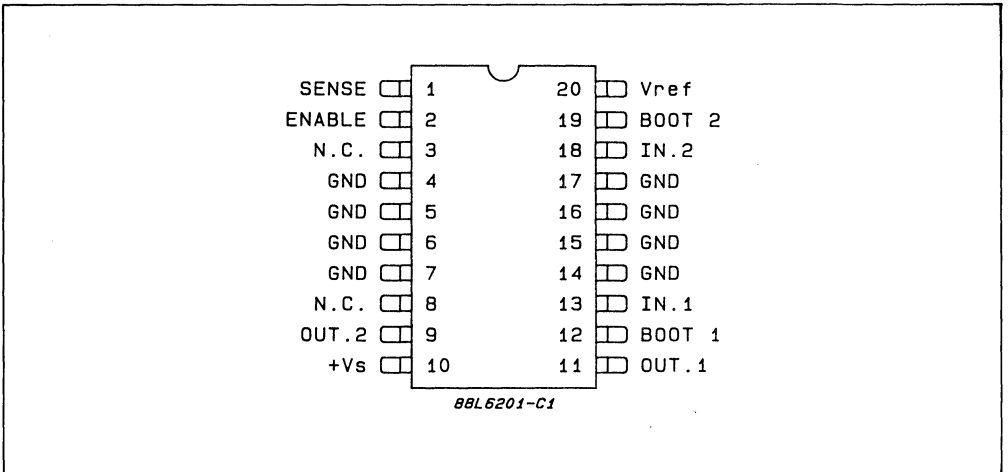 SENSE 1 20 Vref
ENABLE 2 19 BOOT 2
N.C. 3 18 IN.2
GND 4 17 GND
GND 5 16 GND
GND 6 15 GND
GND 7 14 GND
N.C. 8 13 IN.1
OUT.2 9 12 BOOT 1
+Vs 10 11 OUT.1
88L6201-C1